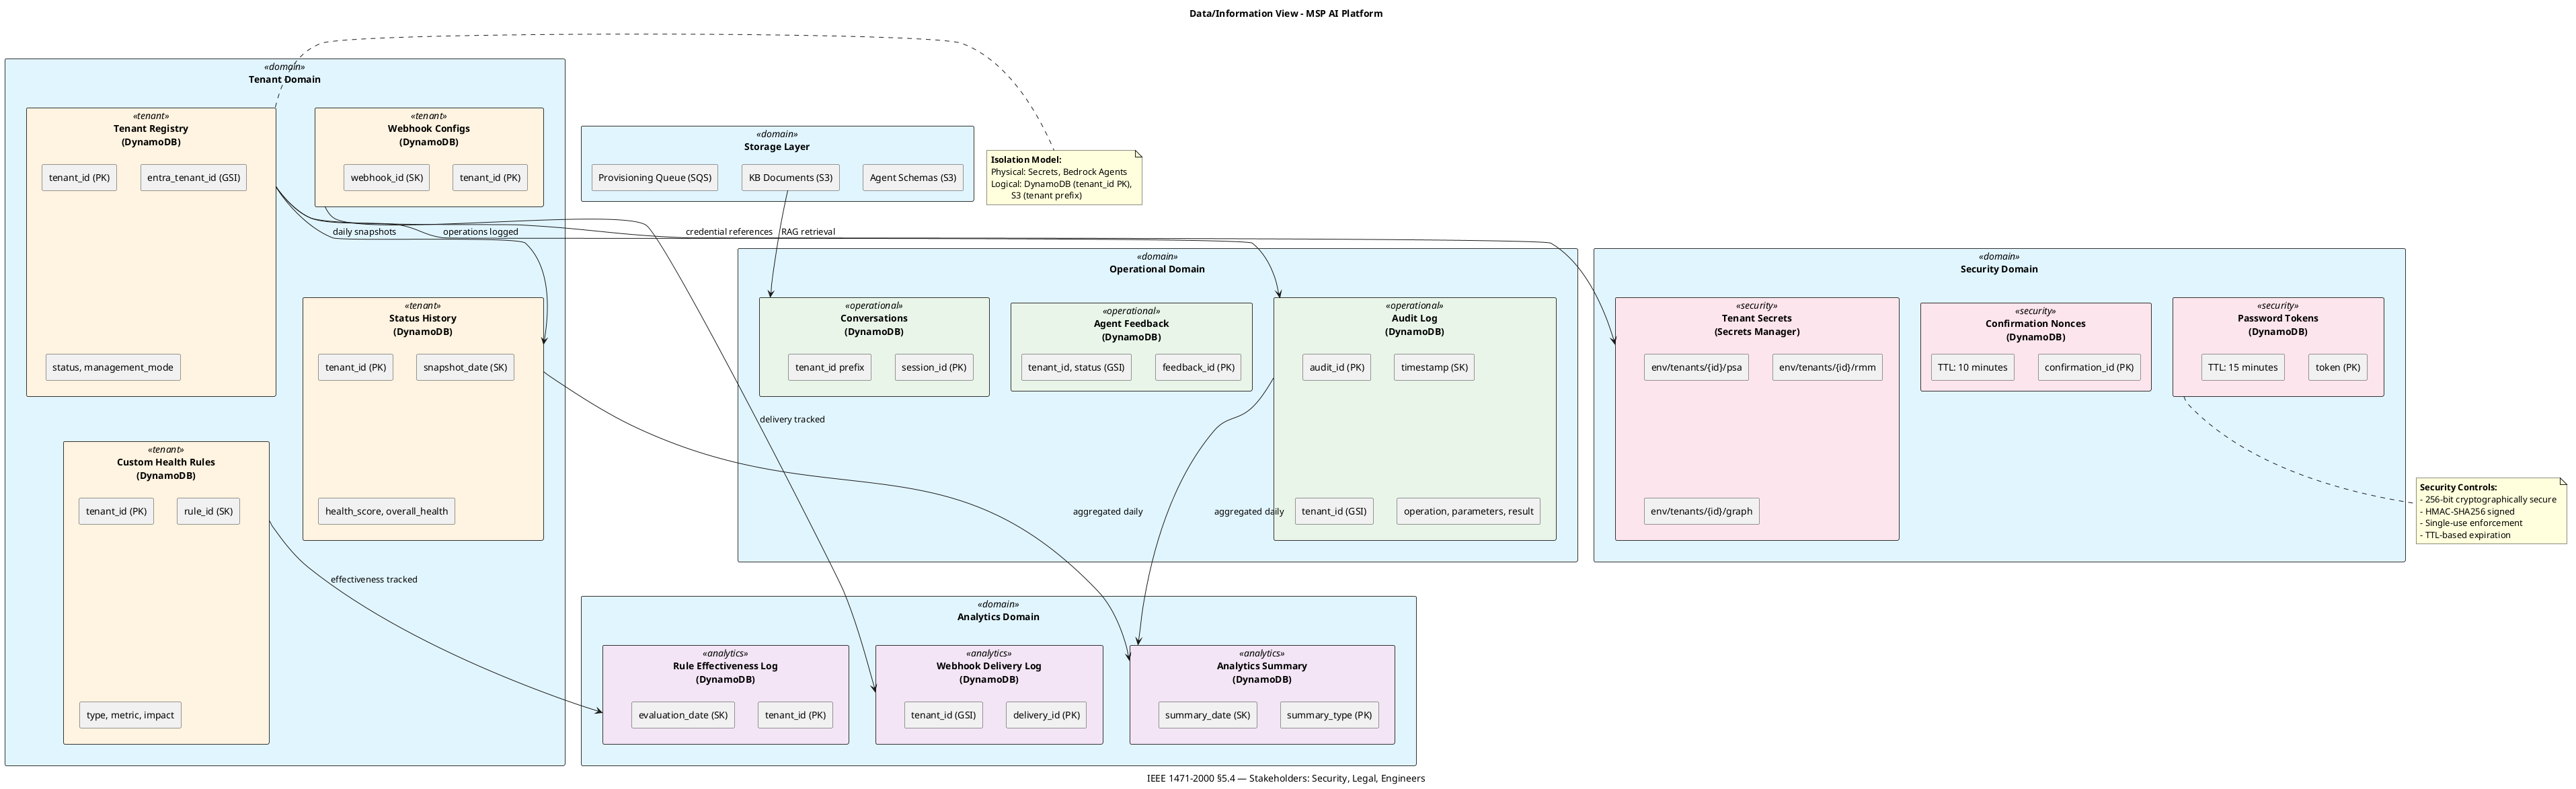 Data/Information View - MSP AI Platform
«domain»
Tenant Domain
«tenant»
Tenant Registry
(DynamoDB)
tenant_id (PK)
entra_tenant_id (GSI)
status, management_mode
«tenant»
Webhook Configs
(DynamoDB)
webhook_id (SK)
tenant_id (PK)
«tenant»
Status History
(DynamoDB)
tenant_id (PK)
snapshot_date (SK)
health_score, overall_health
«tenant»
Custom Health Rules
(DynamoDB)
tenant_id (PK)
rule_id (SK)
type, metric, impact
«domain»
Storage Layer
Provisioning Queue (SQS)
KB Documents (S3)
Agent Schemas (S3)
Isolation Model:
Physical: Secrets, Bedrock Agents
Logical: DynamoDB (tenant_id PK),
S3 (tenant prefix)
daily snapshots
operations logged
credential references
RAG retrieval
«domain»
Operational Domain
«operational»
Conversations
(DynamoDB)
tenant_id prefix
session_id (PK)
«operational»
Agent Feedback
(DynamoDB)
tenant_id, status (GSI)
feedback_id (PK)
«operational»
Audit Log
(DynamoDB)
audit_id (PK)
timestamp (SK)
tenant_id (GSI)
operation, parameters, result
«domain»
Security Domain
«security»
Tenant Secrets
(Secrets Manager)
env/tenants/{id}/psa
env/tenants/{id}/rmm
env/tenants/{id}/graph
«security»
Confirmation Nonces
(DynamoDB)
TTL: 10 minutes
confirmation_id (PK)
«security»
Password Tokens
(DynamoDB)
TTL: 15 minutes
token (PK)
Security Controls:
- 256-bit cryptographically secure
- HMAC-SHA256 signed
- Single-use enforcement
- TTL-based expiration
delivery tracked
aggregated daily
aggregated daily
effectiveness tracked
«domain»
Analytics Domain
«analytics»
Rule Effectiveness Log
(DynamoDB)
evaluation_date (SK)
tenant_id (PK)
«analytics»
Webhook Delivery Log
(DynamoDB)
tenant_id (GSI)
delivery_id (PK)
«analytics»
Analytics Summary
(DynamoDB)
summary_date (SK)
summary_type (PK)
IEEE 1471-2000 §5.4 — Stakeholders: Security, Legal, Engineers